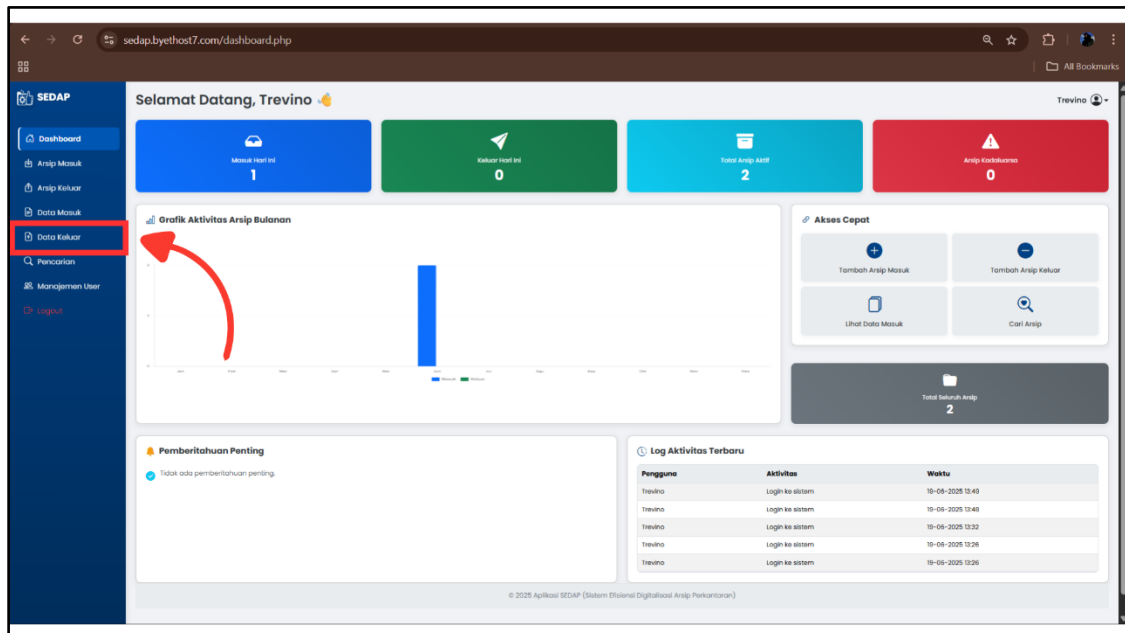 sedap.byethost7.com/dashboard.php
All Bookmarks
SEDAP
Dashboard
Arsip Masuk
Arsip Keluar
Data Masuk
Data Keluar
Pencarian
Manajemen User
Logout
Selamat Datang, Trevino
Trevino
Masuk Hari Ini
1
Keluar Hari Ini
0
Total Arsip Aktif
2
Arsip Kadaluarsa
0
Grafik Aktivitas Arsip Bulanan
Masuk Keluar
Akses Cepat
Tambah Arsip Masuk
Tambah Arsip Keluar
Lihat Data Masuk
Cari Arsip
Total Seluruh Arsip
2
Pemberitahuan Penting
Tidak ada pemberitahuan penting.
Log Aktivitas Terbaru
Pengguna Aktivitas Waktu
Trevino Login ke sistem 19-06-2025 13:49
Trevino Login ke sistem
Trevino Login ke sistem 19-06-2025 13:32
Trevino Login ke sistem 19-06-2025 13:26
Trevino Login ke sistem 19-06-2025 13:26
© 2025 Aplikasi SEDAP (Sistem Efisiensi Digitalisasi Arsip Perkantoran)